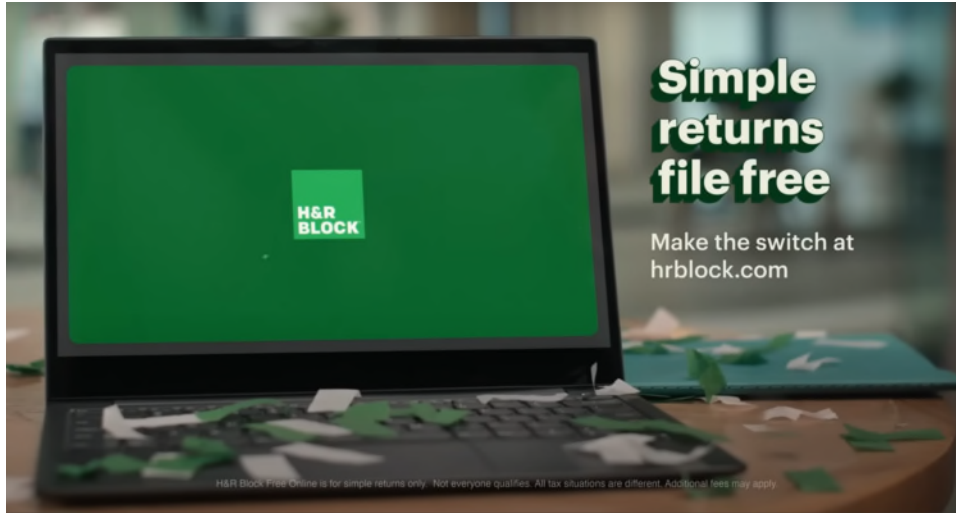 H&R
BLOCK
Simple
returns
file free
Make the switch at
hrblock.com
H&R Block Free Online is for simple returns only. Not everyone qualifies. All tax situations are different. Additional fees may apply.